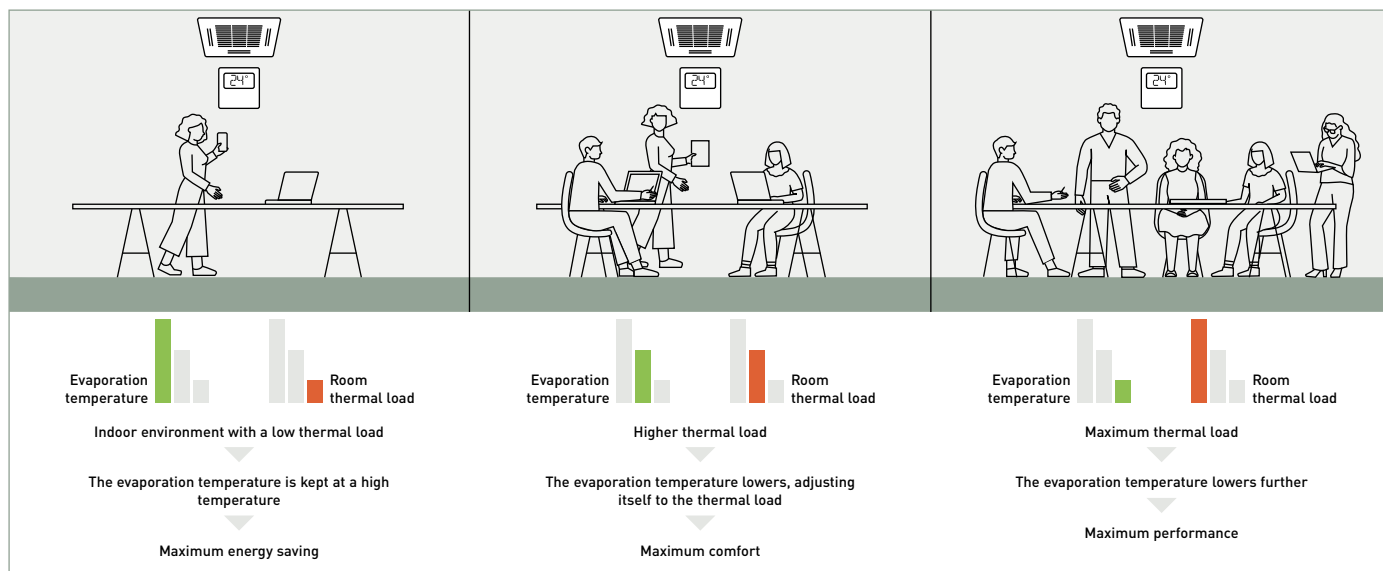 24°
24°
24°
Evaporation
temperature
Room
thermal load
Indoor environment with a low thermal load
The evaporation temperature is kept at a high
temperature
Maximum energy saving
Evaporation
temperature
Room
thermal load
Higher thermal load
The evaporation temperature lowers, adjusting
itself to the thermal load
Maximum comfort
Evaporation
temperature
Room
thermal load
Maximum thermal load
The evaporation temperature lowers further
Maximum performance